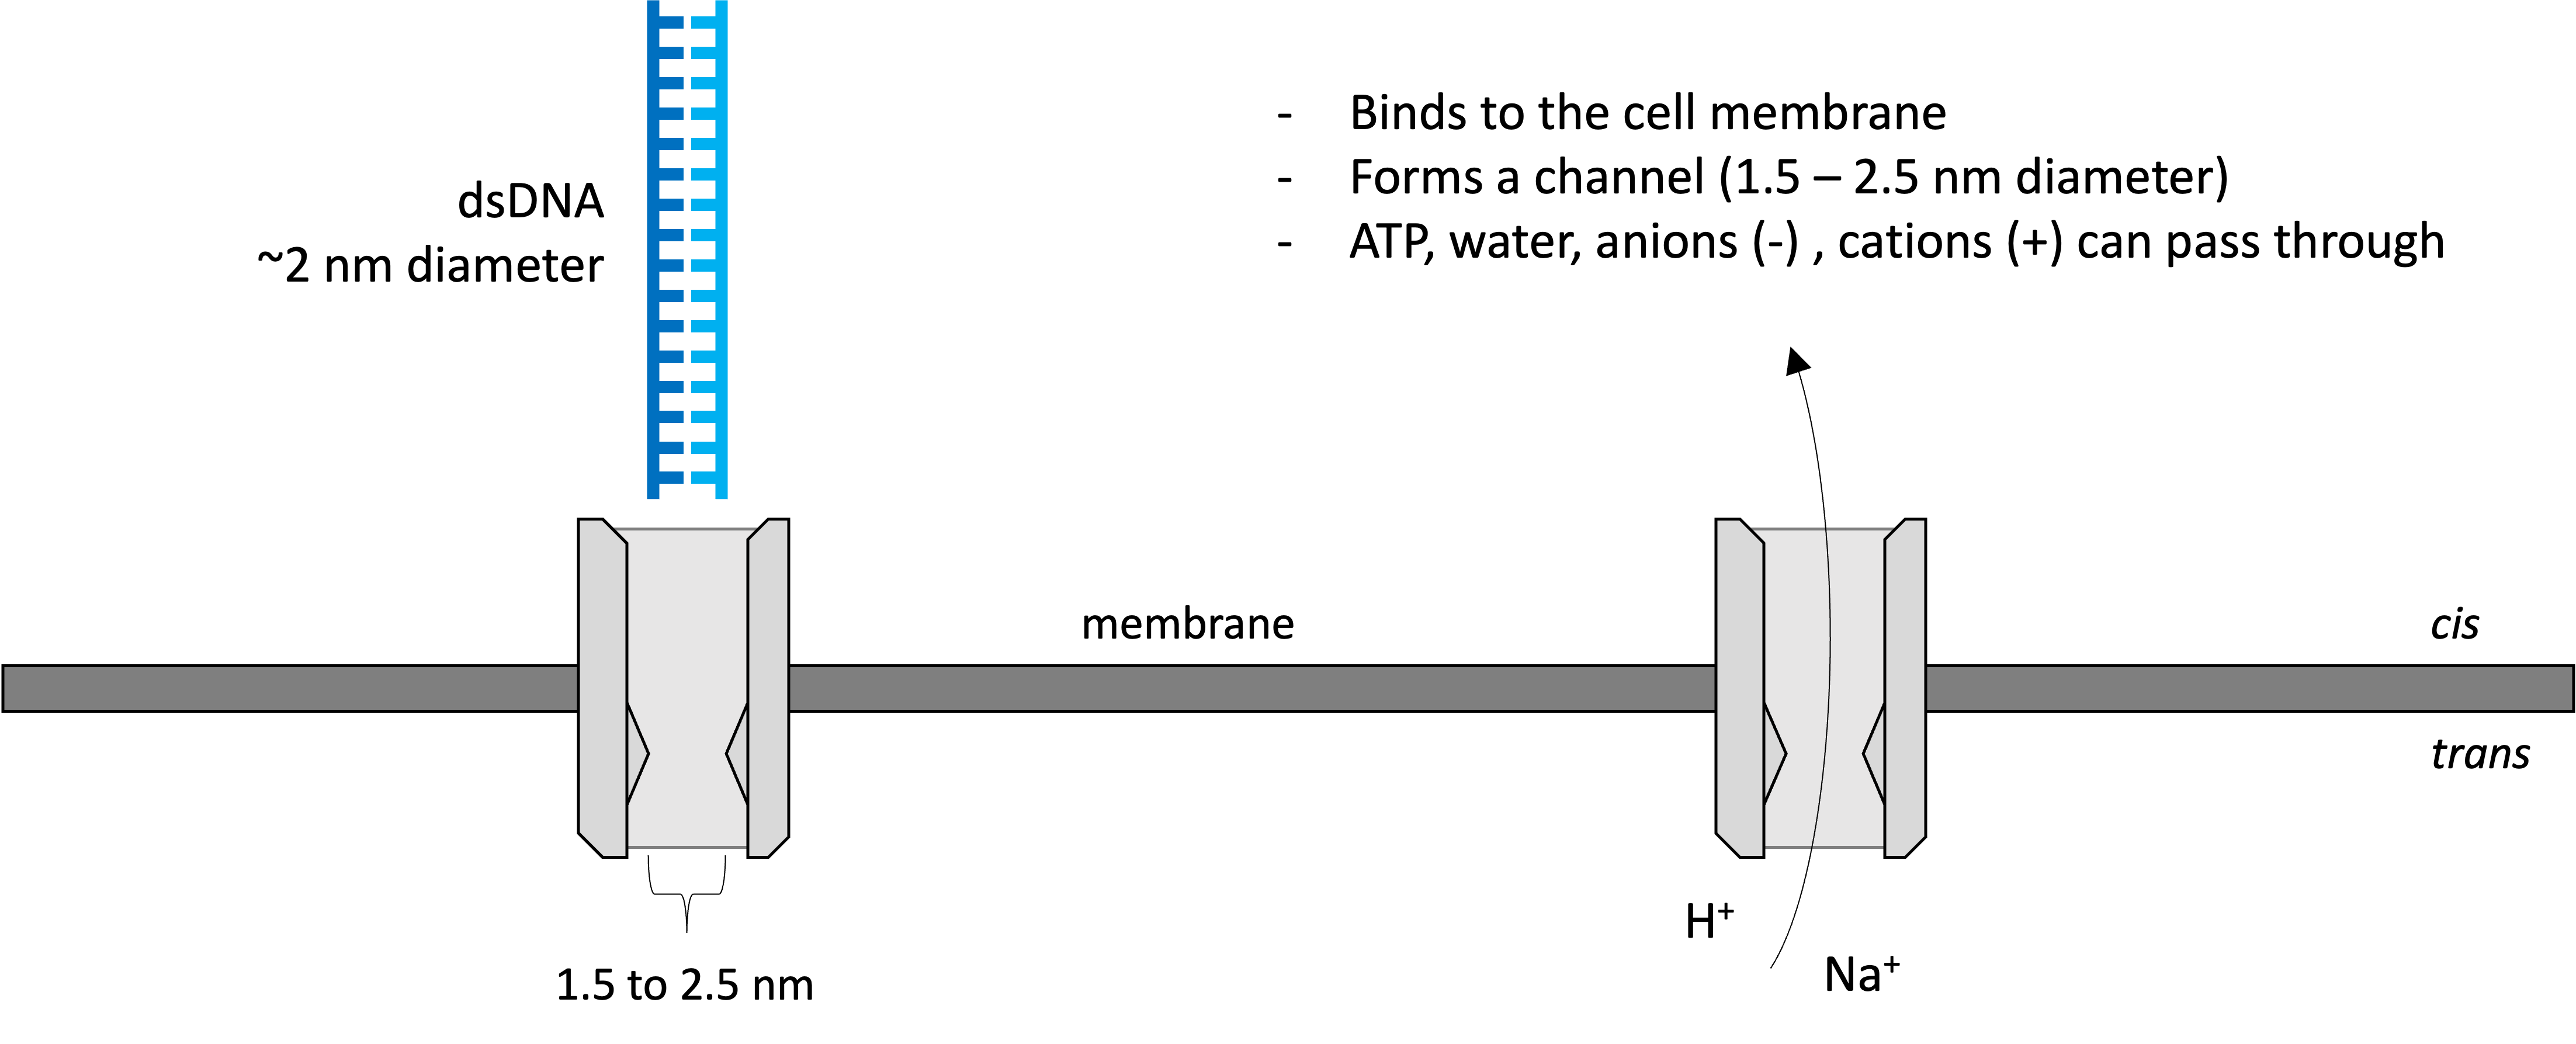 - Binds to the cell membrane
- Forms a channel (1.5 – 2.5 nm diameter)
- ATP, water, anions (-) , cations (+) can pass through
dsDNA
~2 nm diameter
membrane
cis
trans
H⁺
Na⁺
1.5 to 2.5 nm